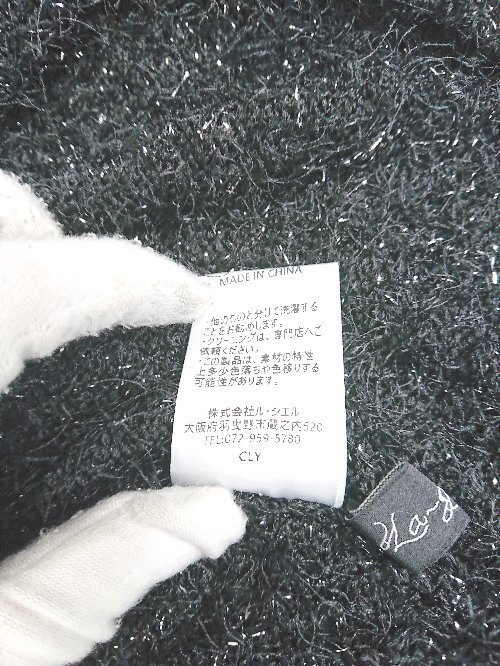 MADE IN CHINA
他のものと分けて洗濯する
ことをお勧めします。
・クリーニングは、専門店へご
依頼ください。
・この製品は、素材の特性
上多少色落ちや色移りする
可能性があります。
株式会社ル・シエル
大阪府羽曳野市蔵之内520
TEL:072-959-5780
CLY